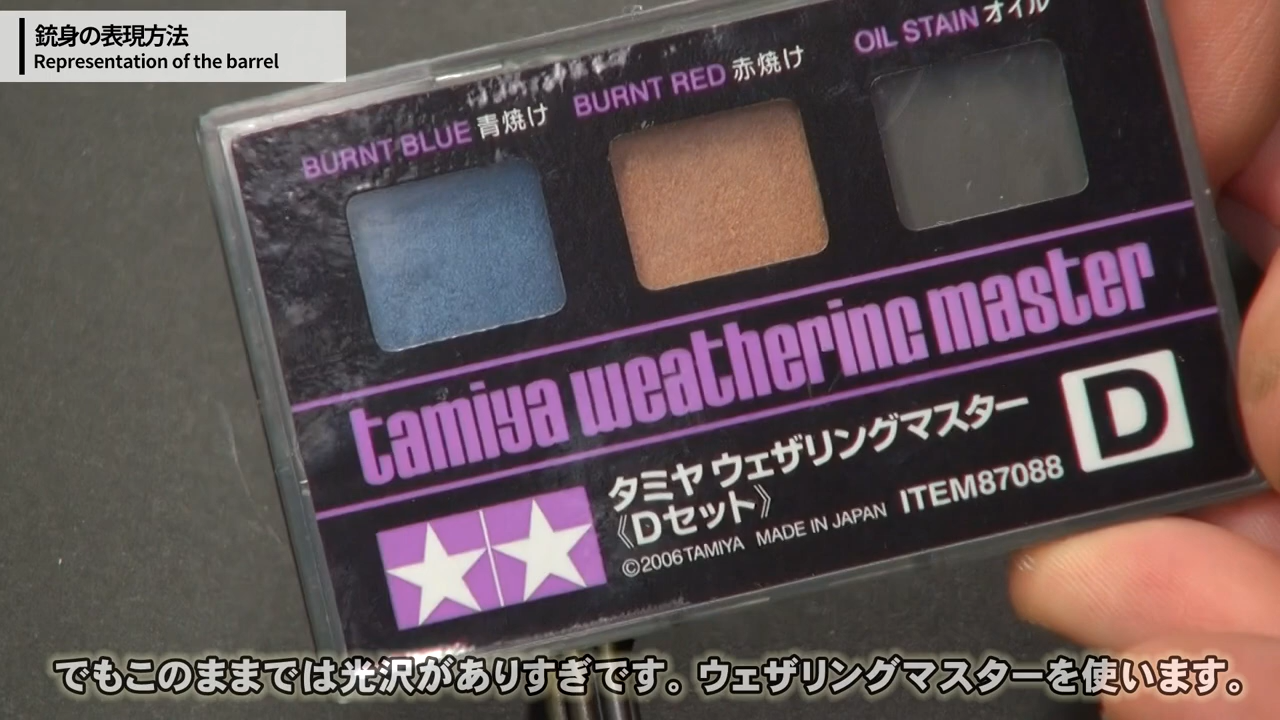 銃身の表現方法
Representation of the barrel
BURNT BLUE 青焼け
BURNT RED 赤焼け
OIL STAIN オイル
tamiya weathering master
タミヤ ウェザリングマスター
《Dセット》
©2006 TAMIYA MADE IN JAPAN ITEM87088
D
でもこのままでは光沢がありすぎです。ウェザリングマスターを使います。